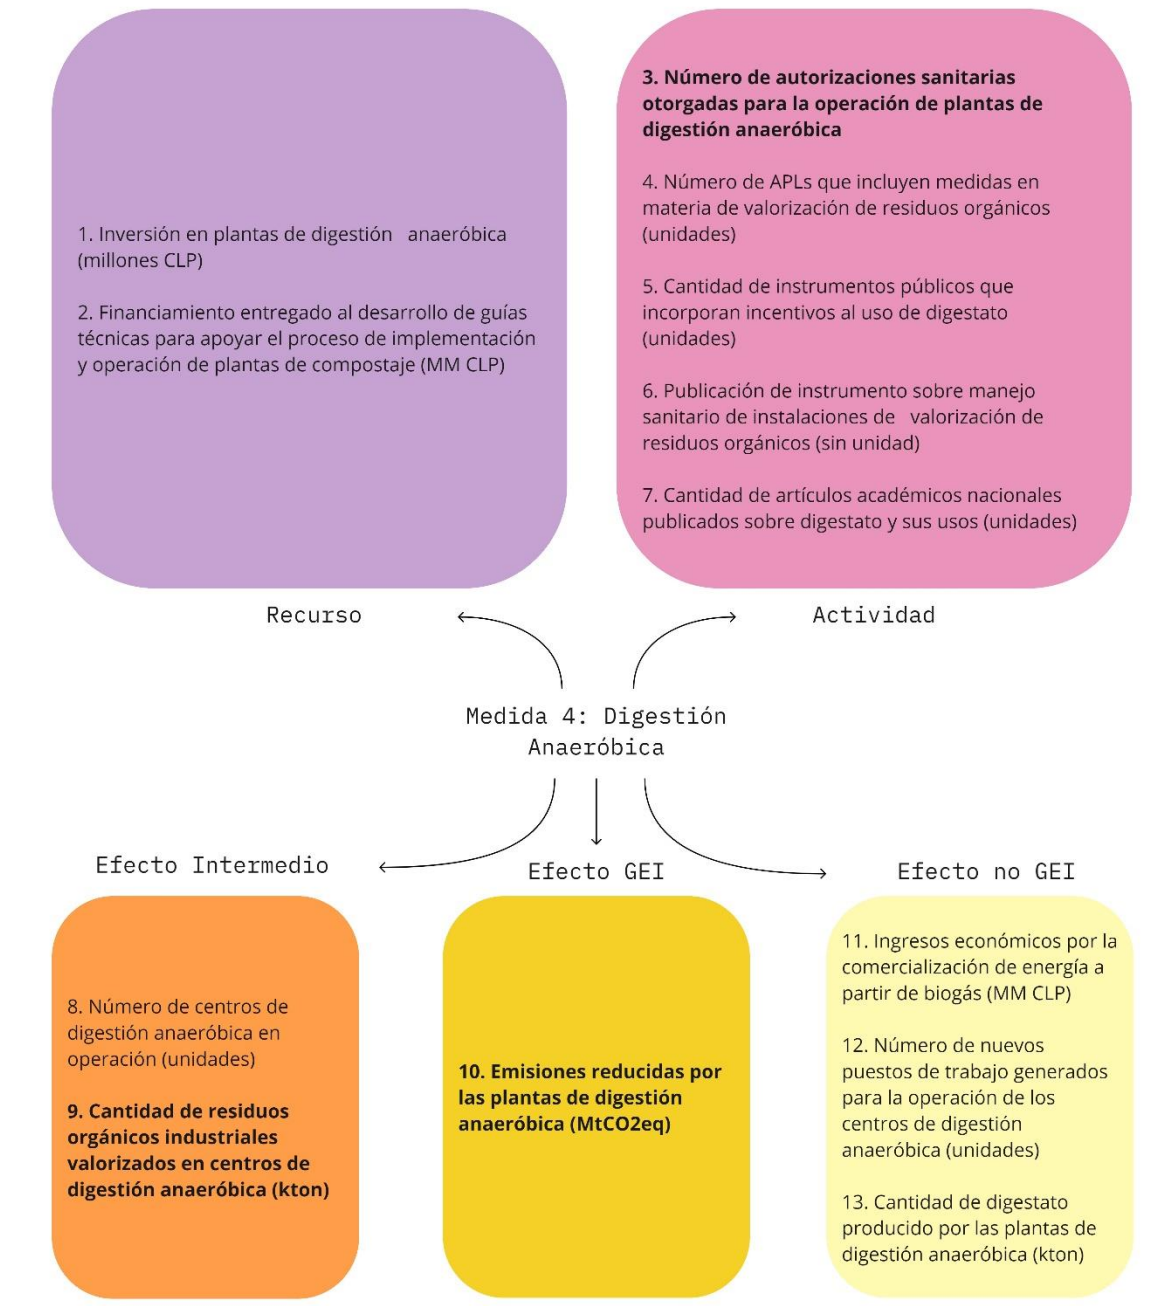 1. Inversión en plantas de digestión anaeróbica
(millones CLP)
2. Financiamiento entregado al desarrollo de guías
técnicas para apoyar el proceso de implementación
y operación de plantas de compostaje (MM CLP)
3. Número de autorizaciones sanitarias
otorgadas para la operación de plantas de
digestión anaeróbica
4. Número de APLs que incluyen medidas en
materia de valorización de residuos orgánicos
(unidades)
5. Cantidad de instrumentos públicos que
incorporan incentivos al uso de digestato
(unidades)
6. Publicación de instrumento sobre manejo
sanitario de instalaciones de valorización de
residuos orgánicos (sin unidad)
7. Cantidad de artículos académicos nacionales
publicados sobre digestato y sus usos (unidades)
Recurso
Actividad
Medida 4: Digestión
Anaeróbica
Efecto Intermedio
Efecto GEI
Efecto no GEI
8. Número de centros de
digestión anaeróbica en
operación (unidades)
9. Cantidad de residuos
orgánicos industriales
valorizados en centros de
digestión anaeróbica (kton)
10. Emisiones reducidas por
las plantas de digestión
anaeróbica (MtCO2eq)
11. Ingresos económicos por la
comercialización de energía a
partir de biogás (MM CLP)
12. Número de nuevos
puestos de trabajo generados
para la operación de los
centros de digestión
anaeróbica (unidades)
13. Cantidad de digestato
producido por las plantas de
digestión anaeróbica (kton)